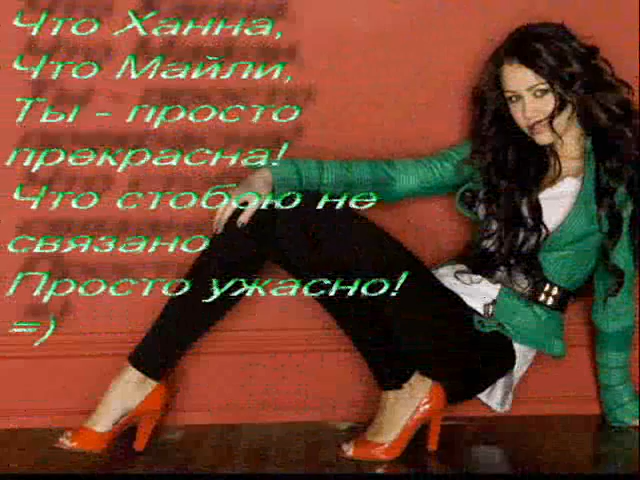 Что Ханна,
Что Майли,
Ты - просто
прекрасна!
Что стобою не
связано
Просто ужасно!
=)